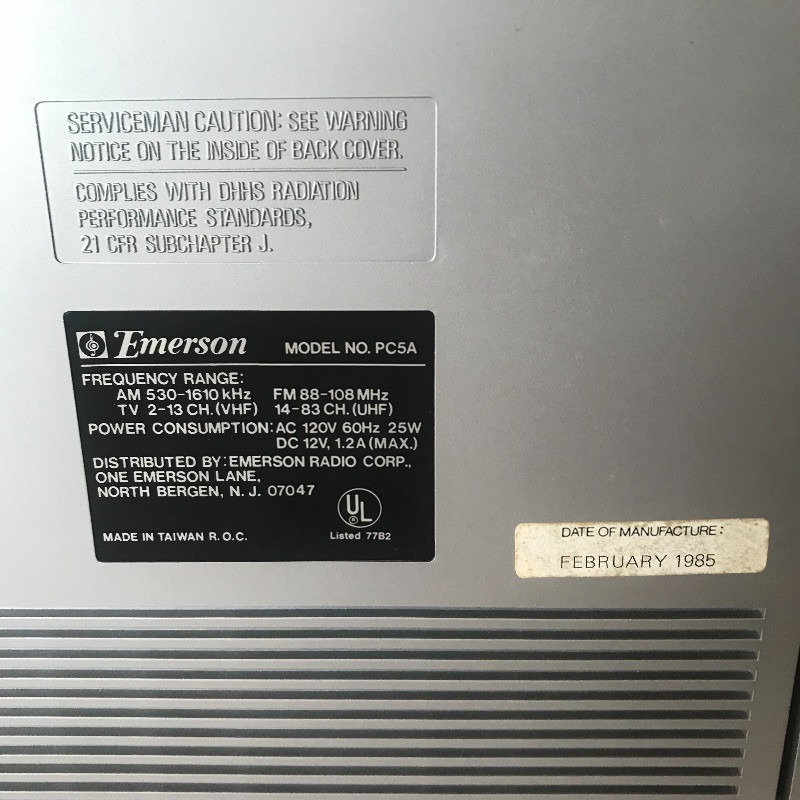 SERVICEMAN CAUTION: SEE WARNING
NOTICE ON THE INSIDE OF BACK COVER.
COMPLIES WITH DHHS RADIATION
PERFORMANCE STANDARDS,
21 CFR SUBCHAPTER J.
Emerson MODEL NO. PC5A
FREQUENCY RANGE:
AM 530-1610 kHz FM 88-108 MHz
TV 2-13 CH. (VHF) 14-83 CH. (UHF)
POWER CONSUMPTION: AC 120V 60Hz 25W
DC 12V, 1.2A (MAX.)
DISTRIBUTED BY: EMERSON RADIO CORP.,
ONE EMERSON LANE,
NORTH BERGEN, N. J. 07047
UL
MADE IN TAIWAN R. O. C. Listed 77B2
DATE OF MANUFACTURE:
FEBRUARY 1985